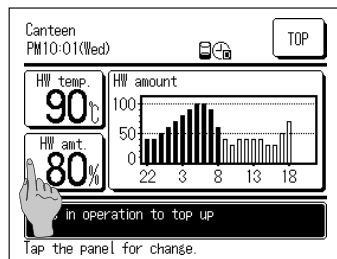 Canteen
PM10:01(Wed)
TOP
HW temp.
90℃
HW amount
100
50
0
22 3 8 13 18
HW amt.
80%
in operation to top up
Tap the panel for change.